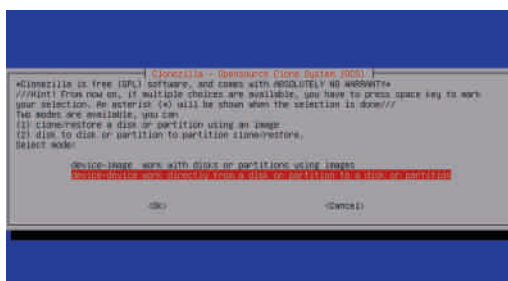 Clonezilla - Opensource Clone System (OCS)
*Clonezilla is free (GPL) software, and comes with ABSOLUTELY NO WARRANTY*
///Hint! From now on, if multiple choices are available, you have to press space key to mark
your selection. An asterisk (*) will be shown when the selection is done///
Two modes are available, you can
(1) clone/restore a disk or partition using an image
(2) disk to disk or partition to partition clone/restore.
Select mode:
device-image work with disks or partitions using images
device-device work directly from a disk or partition to a disk or partition
<Ok> <Cancel>